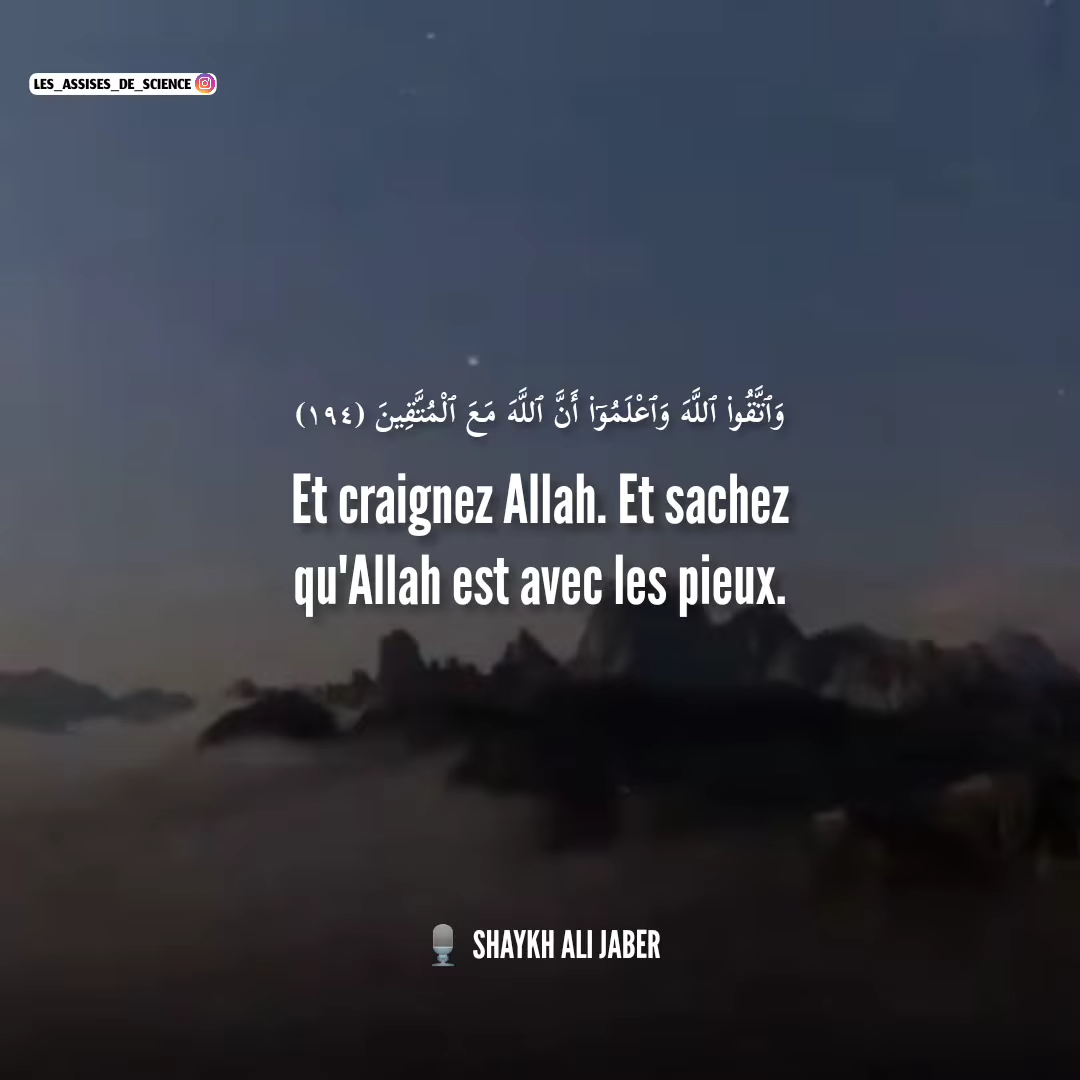 LES_ASSISES_DE_SCIENCE
وَٱتَّقُوا۟ ٱللَّهَ وَٱعْلَمُوٓا۟ أَنَّ ٱللَّهَ مَعَ ٱلْمُتَّقِينَ (١٩٤)
Et craignez Allah. Et sachez
qu'Allah est avec les pieux.
SHAYKH ALI JABER